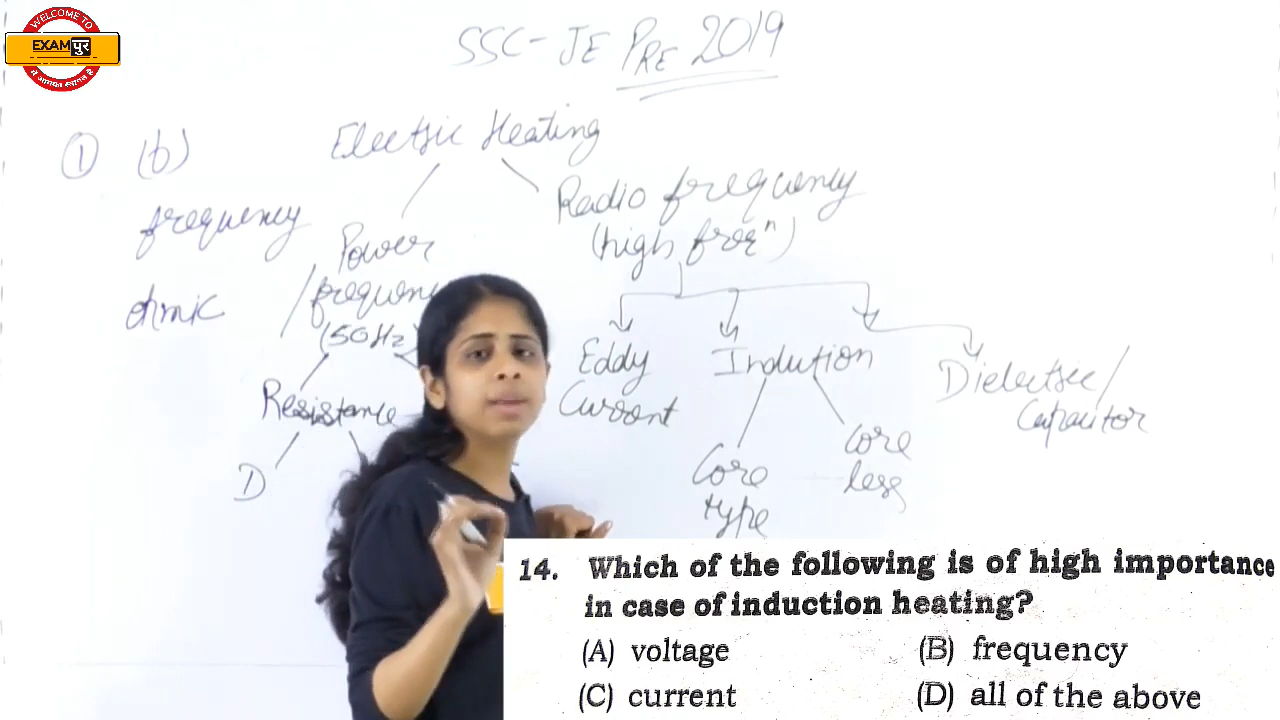 WELCOME TO
EXAMपुर
SSC-JE PRE 2019
① (b)
Electric Heating
frequency
ohmic
Power
frequency
(50Hz
Radio frequency
(high freqⁿ)
Resistance
D
Eddy
Current
Indution
Core
type
Core
less
Dielectric/
Capacitor
14. Which of the following is of high importance
in case of induction heating?
(A) voltage (B) frequency
(C) current (D) all of the above